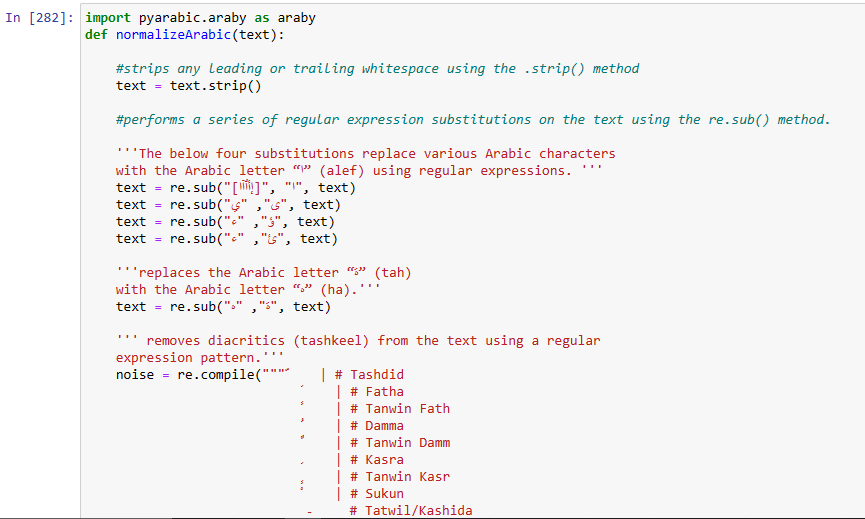 In [282]: import pyarabic.araby as araby
def normalizeArabic(text):
#strips any leading or trailing whitespace using the .strip() method
text = text.strip()
#performs a series of regular expression substitutions on the text using the re.sub() method.
'''The below four substitutions replace various Arabic characters
with the Arabic letter “ا” (alef) using regular expressions. '''
text = re.sub("[إأٱآا]", "ا", text)
text = re.sub("ى", "ي", text)
text = re.sub("ؤ", "ء", text)
text = re.sub("ئ", "ء", text)
'''replaces the Arabic letter “ة” (tah)
with the Arabic letter “ه” (ha).'''
text = re.sub("ة", "ه", text)
''' removes diacritics (tashkeel) from the text using a regular
expression pattern.'''
noise = re.compile(""" ّ | # Tashdid
َ | # Fatha
ً | # Tanwin Fath
ُ | # Damma
ٌ | # Tanwin Damm
ِ | # Kasra
ٍ | # Tanwin Kasr
ْ | # Sukun
ـ # Tatwil/Kashida